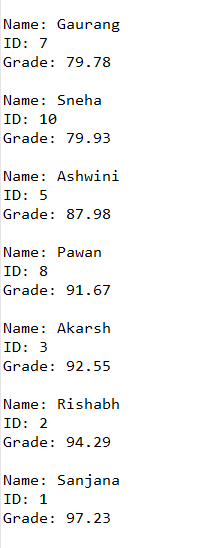 Name: Gaurang
ID: 7
Grade: 79.78
Name: Sneha
ID: 10
Grade: 79.93
Name: Ashwini
ID: 5
Grade: 87.98
Name: Pawan
ID: 8
Grade: 91.67
Name: Akarsh
ID: 3
Grade: 92.55
Name: Rishabh
ID: 2
Grade: 94.29
Name: Sanjana
ID: 1
Grade: 97.23